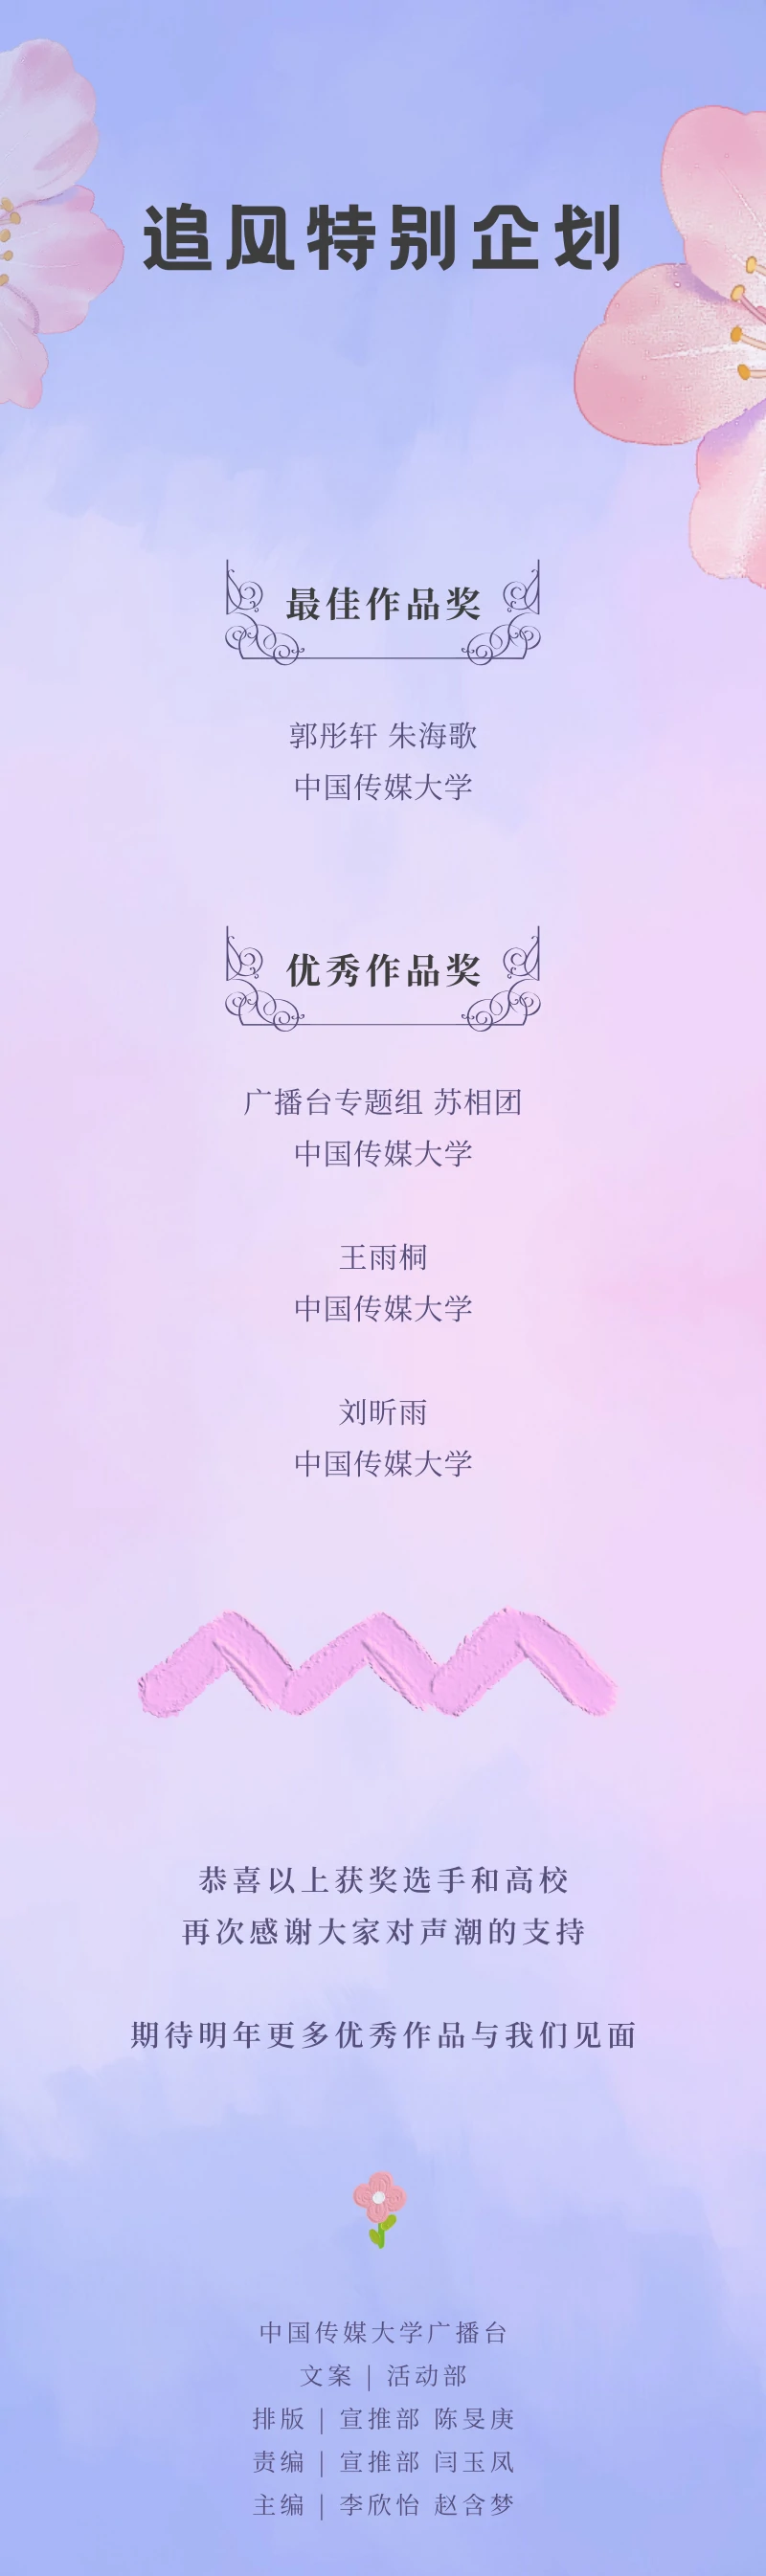 追风特别企划
最佳作品奖
郭彤轩 朱海歌
中国传媒大学
优秀作品奖
广播台专题组 苏相团
中国传媒大学
王雨桐
中国传媒大学
刘昕雨
中国传媒大学
恭喜以上获奖选手和高校
再次感谢大家对声潮的支持
期待明年更多优秀作品与我们见面
中国传媒大学广播台
文案 | 活动部
排版 | 宣推部 陈旻庚
责编 | 宣推部 闫玉凤
主编 | 李欣怡 赵含梦